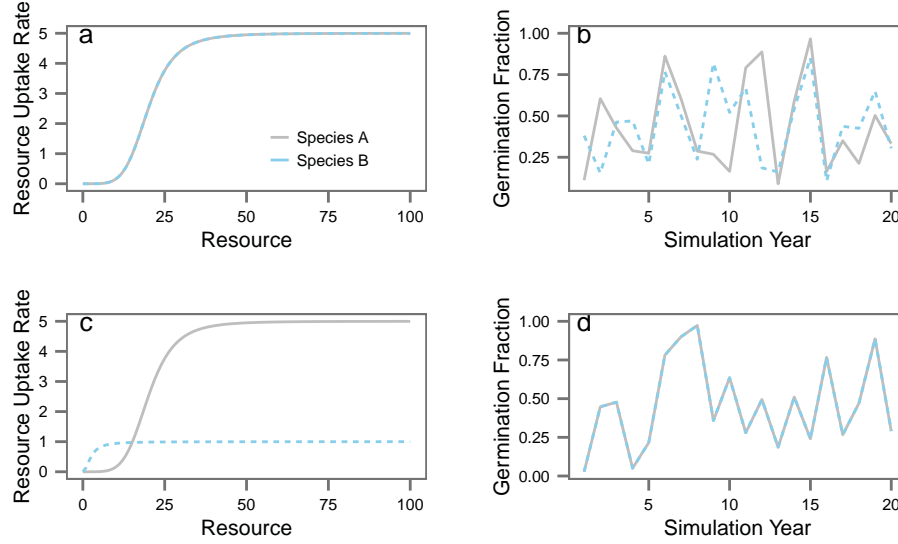 a
Resource Uptake Rate
5
4
3
2
1
0
Species A
Species B
0 25 50 75 100
Resource
b
Germination Fraction
1.00
0.75
0.50
0.25
5 10 15 20
Simulation Year
c
Resource Uptake Rate
5
4
3
2
1
0
0 25 50 75 100
Resource
d
Germination Fraction
1.00
0.75
0.50
0.25
0.00
5 10 15 20
Simulation Year